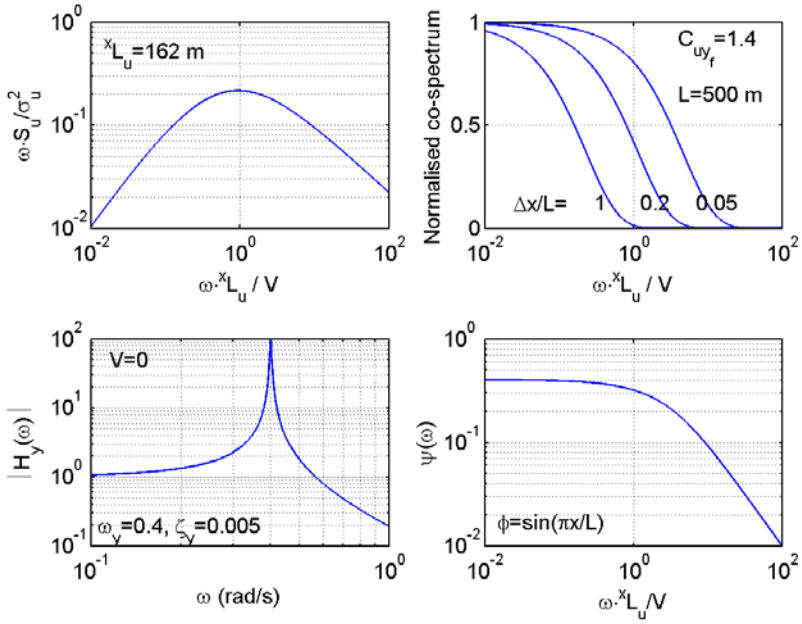 ω·S_u/σ_u^2
10^0
10^-1
10^-2
^xL_u=162 m
10^-2 10^0 10^2
ω·^xL_u / V
Normalised co-spectrum
1
0.5
0
C_uy_f=1.4
L=500 m
Δx/L= 1 0.2 0.05
10^-2 10^0 10^2
ω·^xL_u / V
|H_y(ω)|
10^2
10^1
10^0
10^-1
V=0
ω_y=0.4, ζ_y=0.005
10^-1 10^0
ω (rad/s)
ψ(ω)
10^0
10^-1
10^-2
ϕ=sin(πx/L)
10^-2 10^0 10^2
ω·^xL_u/V